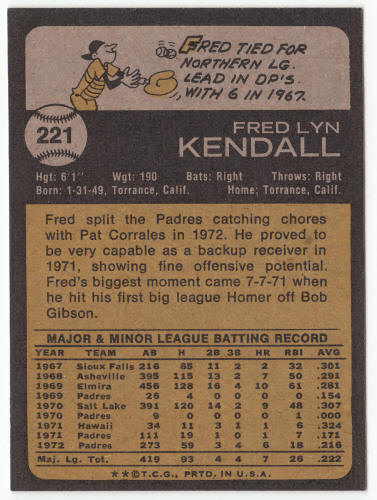 FRED TIED FOR
NORTHERN LG.
LEAD IN DP'S.
WITH 6 IN 1967.
221
FRED LYN
KENDALL
Hgt: 6'1" Wgt: 190 Bats: Right Throws: Right
Born: 1-31-49, Torrance, Calif. Home: Torrance, Calif.
Fred split the Padres catching chores
with Pat Corrales in 1972. He proved to
be very capable as a backup receiver in
1971, showing fine offensive potential.
Fred's biggest moment came 7-7-71 when
he hit his first big league Homer off Bob
Gibson.
MAJOR & MINOR LEAGUE BATTING RECORD
YEAR TEAM AB H 2B 3B HR RBI AVG
1967 Sioux Falls 216 65 11 2 2 32 .301
1968 Asheville 395 115 13 2 7 50 .291
1969 Elmira 456 128 16 4 10 61 .281
1969 Padres 26 4 0 0 0 0 .154
1970 Salt Lake 391 120 14 2 9 48 .307
1970 Padres 9 0 0 0 0 1 .000
1971 Hawaii 34 11 3 1 1 6 .324
1971 Padres 111 19 1 0 1 7 .171
1972 Padres 273 59 3 4 6 18 .216
Maj. Lg. Tot. 419 93 4 4 7 26 .222
**©T.C.G., PRTD. IN U.S.A.